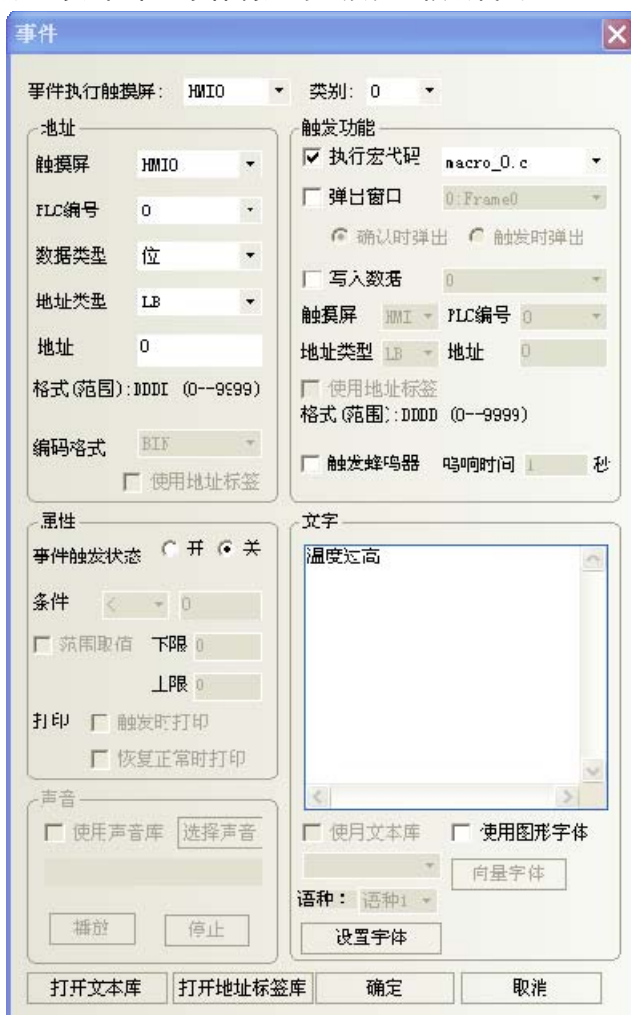 事件
事件执行触摸屏: HMI0 类别: 0
地址
触摸屏 HMI0
PLC编号 0
数据类型 位
地址类型 LB
地址 0
格式(范围):DDDD (0--9999)
编码格式 BIN
使用地址标签
触发功能
执行宏代码 macro_0.c
弹出窗口 0:Frame0
确认时弹出 触发时弹出
写入数据 0
触摸屏 HMI PLC编号 0
地址类型 LB 地址 0
使用地址标签
格式(范围):DDDD (0--9999)
触发蜂鸣器 鸣响时间 1 秒
属性
事件触发状态 开 关
条件 < 0
范围取值 下限 0
上限 0
打印 触发时打印
恢复正常时打印
文字
温度过高
使用文本库 使用图形字体
向量字体
语种: 语种1
设置字体
声音
使用声音库 选择声音
播放 停止
打开文本库 打开地址标签库 确定 取消